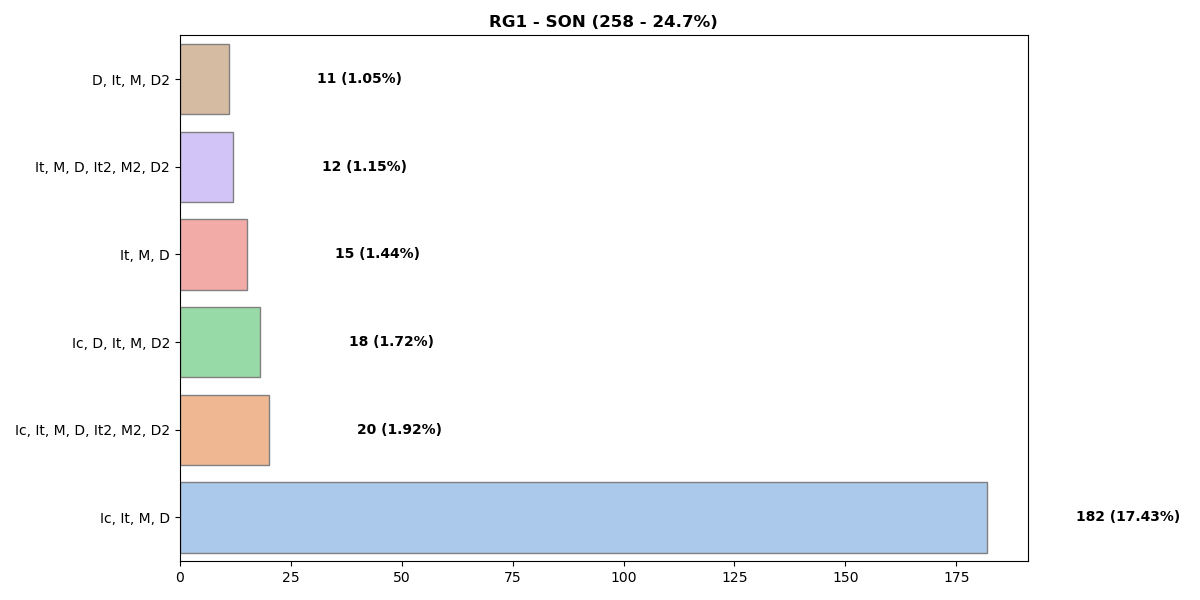 RG1 - SON (258 - 24.7%)
D, It, M, D2
11 (1.05%)
It, M, D, It2, M2, D2
12 (1.15%)
It, M, D
15 (1.44%)
Ic, D, It, M, D2
18 (1.72%)
Ic, It, M, D, It2, M2, D2
20 (1.92%)
Ic, It, M, D
182 (17.43%)
0 25 50 75 100 125 150 175